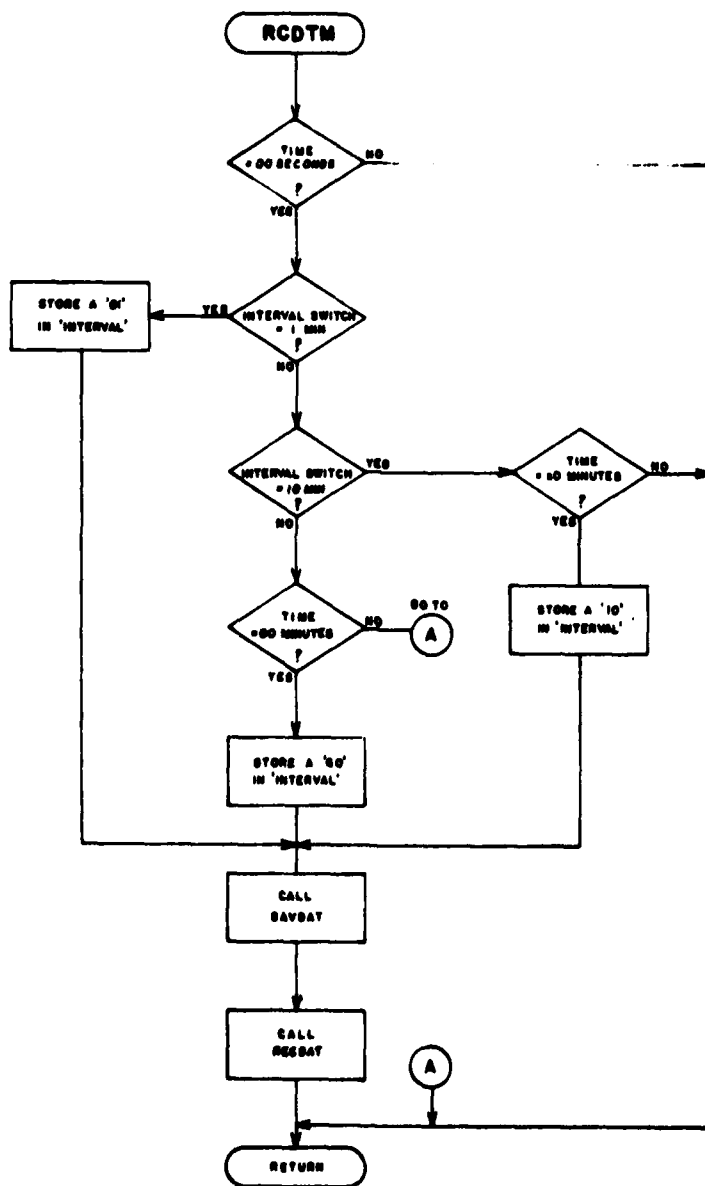 RCDTM
TIME
= 00 SECONDS
?
NO
YES
INTERVAL SWITCH
= 1 MIN
?
YES
NO
STORE A '01'
IN 'INTERVAL'
INTERVAL SWITCH
= 10 MIN
?
YES
NO
TIME
MINUTES
?
NO
YES
STORE A '10'
IN 'INTERVAL'
TIME
= 00 MINUTES
?
NO
YES
GO TO
A
STORE A '60'
IN 'INTERVAL'
CALL
SAVDAT
CALL
RECDAT
A
RETURN